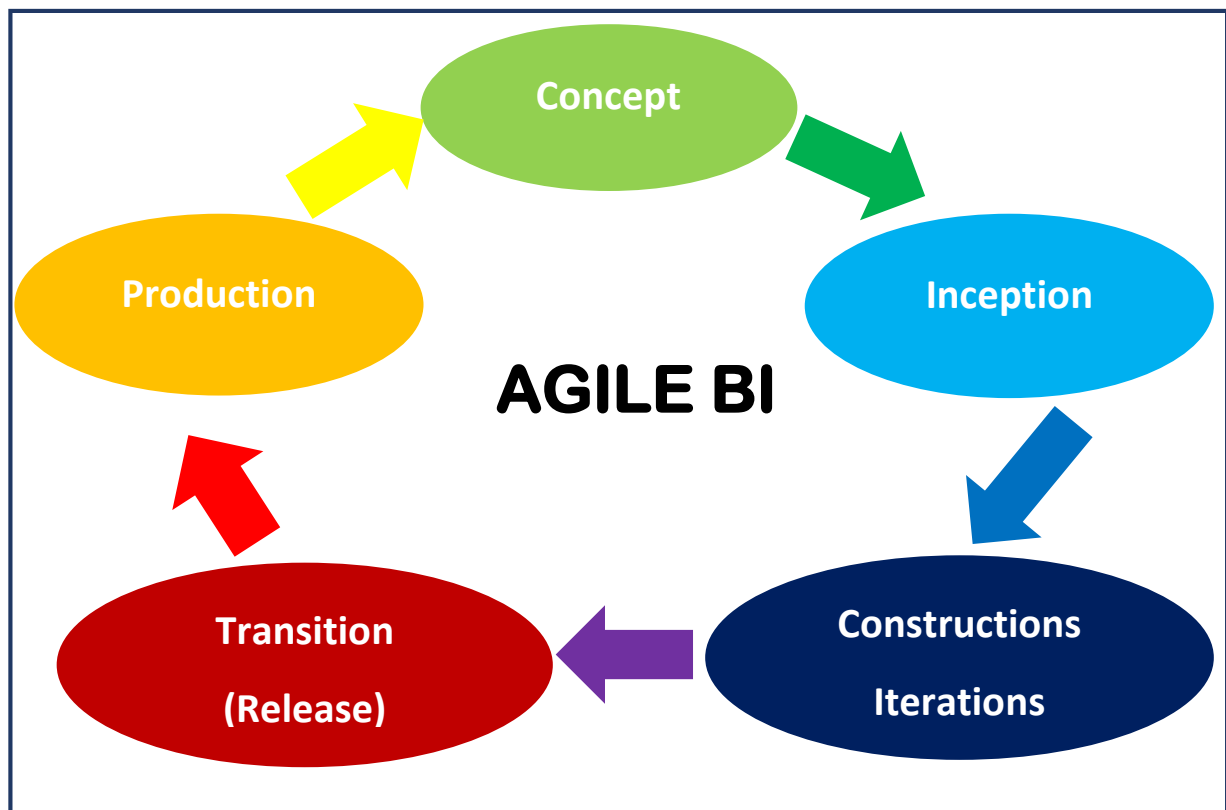 Concept
Production
Inception
AGILE BI
Transition
(Release)
Constructions
Iterations